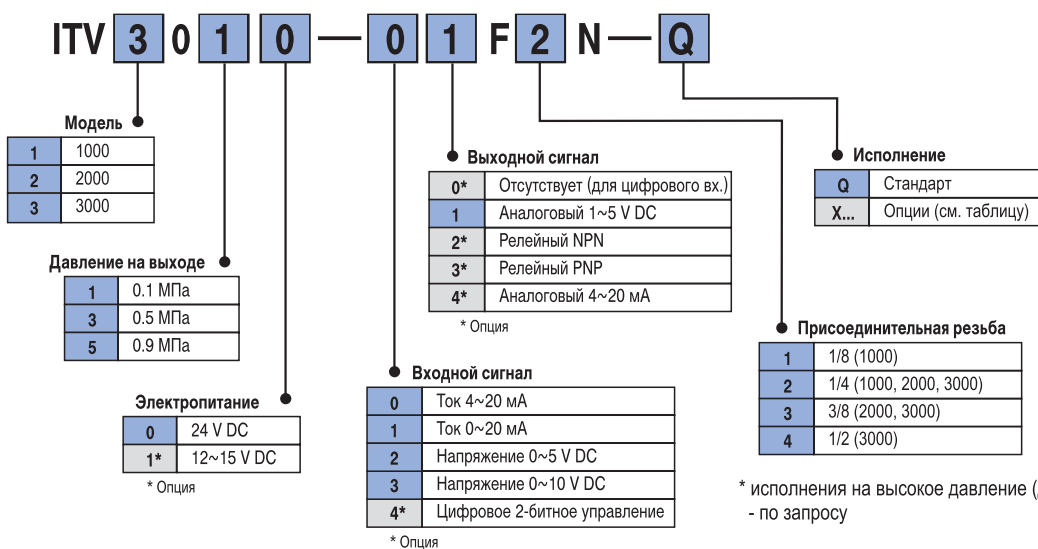 ITV 3 0 1 0 — 0 1 F 2 N — Q
Модель
1 1000
2 2000
3 3000
Давление на выходе
1 0.1 МПа
3 0.5 МПа
5 0.9 МПа
Электропитание
0 24 V DC
1* 12~15 V DC
* Опция
Входной сигнал
0 Ток 4~20 мА
1 Ток 0~20 мА
2 Напряжение 0~5 V DC
3 Напряжение 0~10 V DC
4* Цифровое 2-битное управление
* Опция
Выходной сигнал
0* Отсутствует (для цифрового вх.)
1 Аналоговый 1~5 V DC
2* Релейный NPN
3* Релейный PNP
4* Аналоговый 4~20 мА
* Опция
Присоединительная резьба
1 1/8 (1000)
2 1/4 (1000, 2000, 3000)
3 3/8 (2000, 3000)
4 1/2 (3000)
Исполнение
Q Стандарт
X... Опции (см. таблицу)
* исполнения на высокое давление (
- по запросу